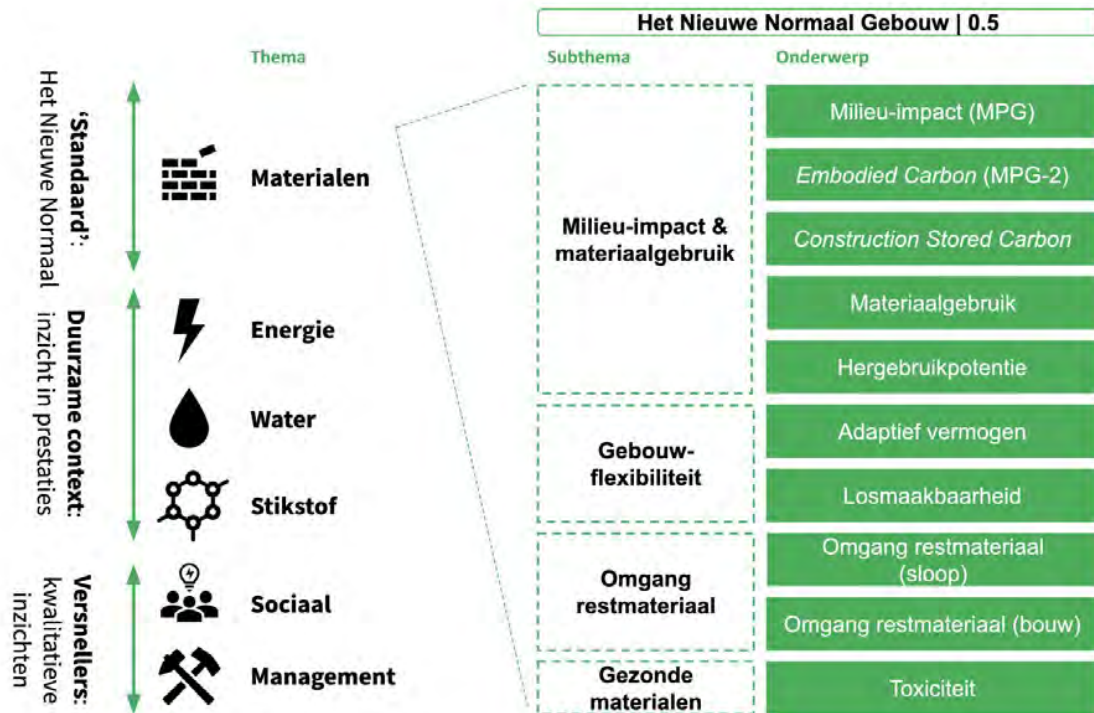 Het Nieuwe Normaal Gebouw | 0.5
Thema
Subthema
Onderwerp
‘Standaard’:
Het Nieuwe Normaal
Duurzame context:
inzicht in prestaties
Versnellers:
kwalitatieve
inzichten
Materialen
Energie
Water
Stikstof
Sociaal
Management
Milieu-impact &
materiaalgebruik
Gebouw-
flexibiliteit
Omgang
restmateriaal
Gezonde
materialen
Milieu-impact (MPG)
Embodied Carbon (MPG-2)
Construction Stored Carbon
Materiaalgebruik
Hergebruikpotentie
Adaptief vermogen
Losmaakbaarheid
Omgang restmateriaal
(sloop)
Omgang restmateriaal (bouw)
Toxiciteit